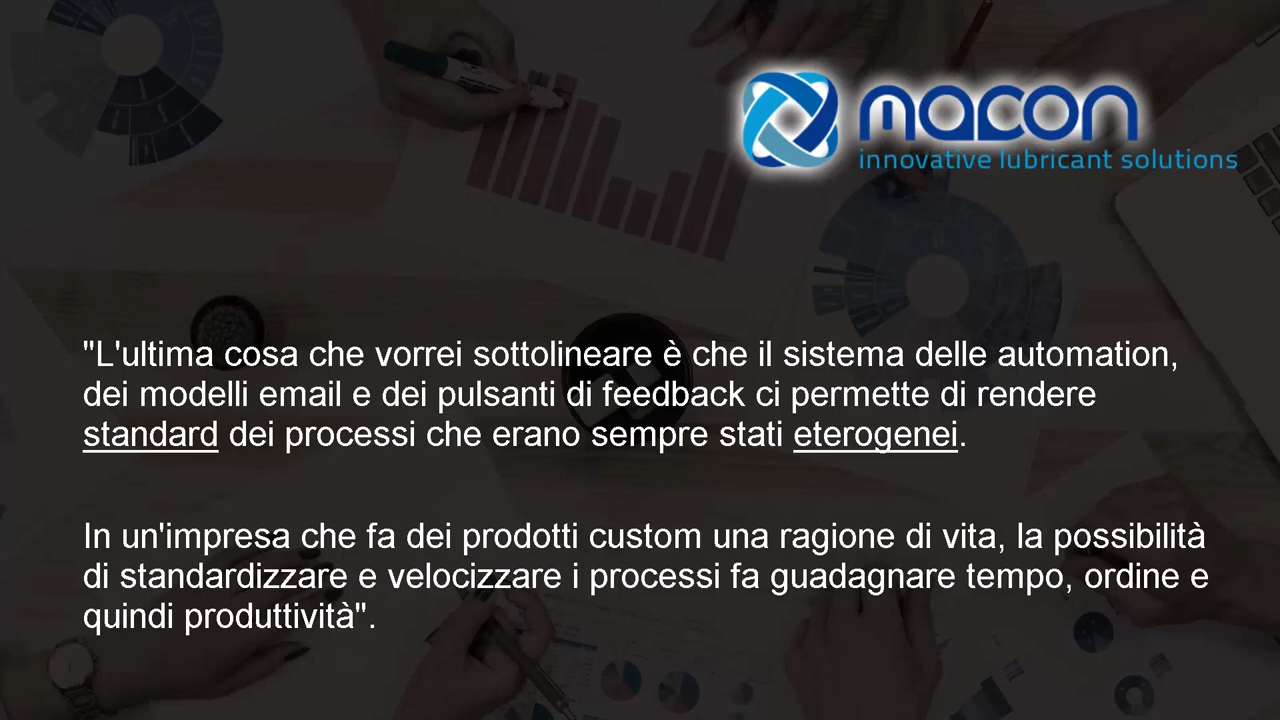 macon
innovative lubricant solutions
"L'ultima cosa che vorrei sottolineare è che il sistema delle automation,
dei modelli email e dei pulsanti di feedback ci permette di rendere
standard dei processi che erano sempre stati eterogenei.
In un'impresa che fa dei prodotti custom una ragione di vita, la possibilità
di standardizzare e velocizzare i processi fa guadagnare tempo, ordine e
quindi produttività".